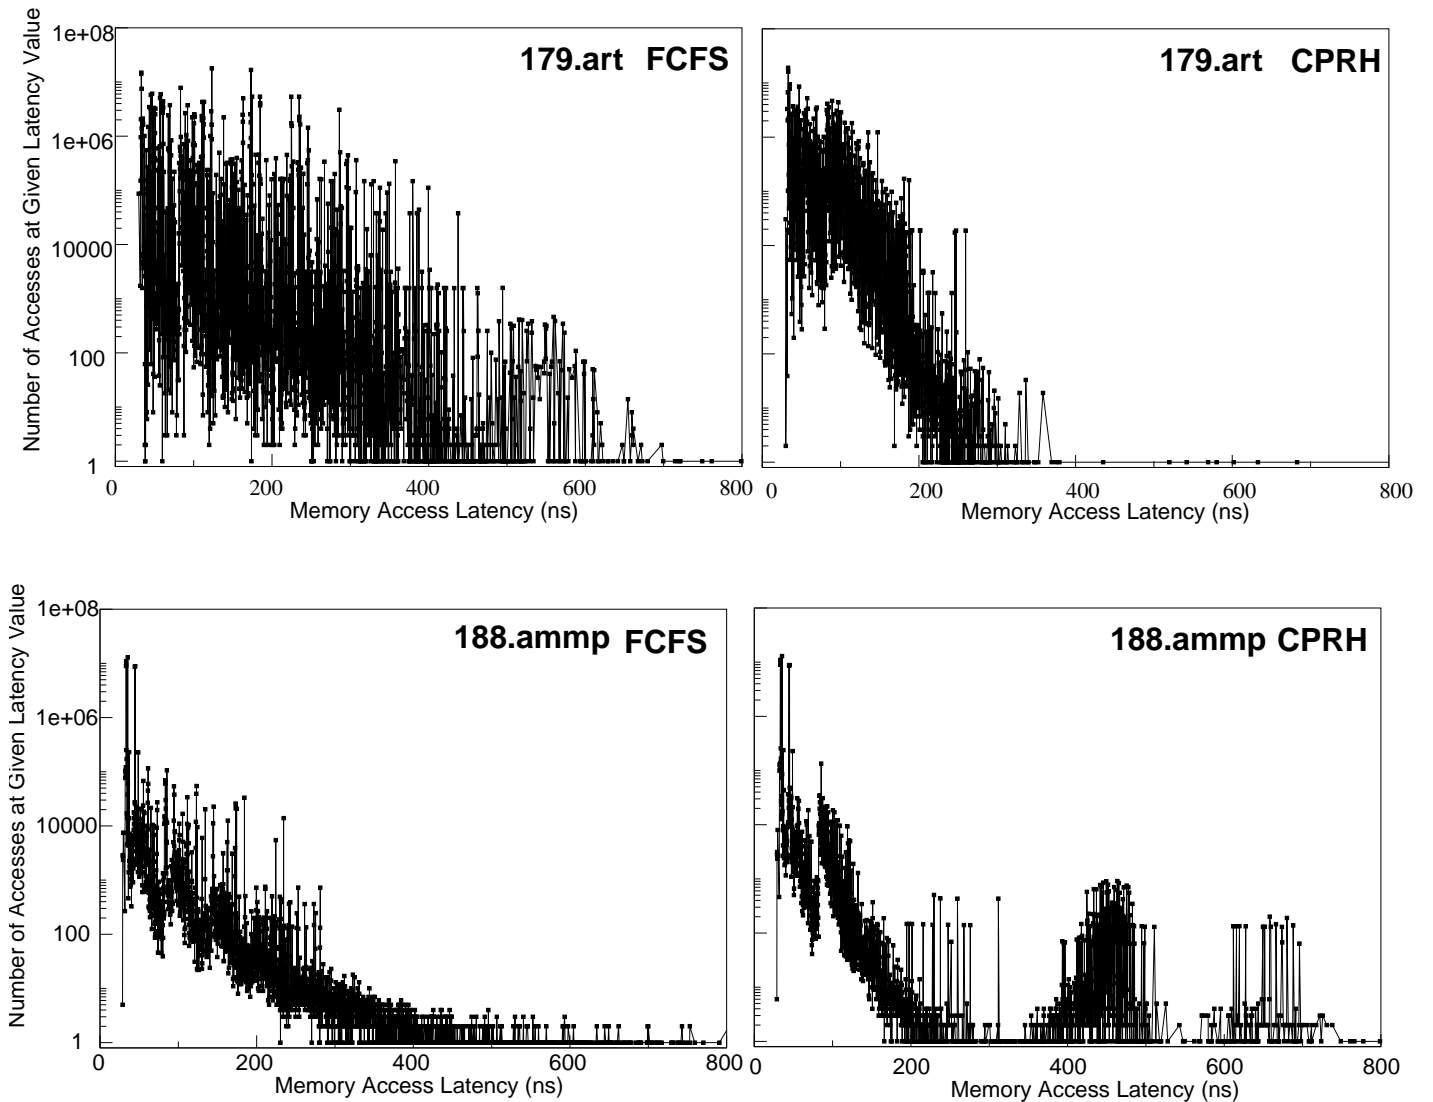 Number of Accesses at Given Latency Value
1e+08
1e+06
10000
100
1
179.art FCFS
0 200 400 600 800
Memory Access Latency (ns)
179.art CPRH
0 200 400 600 800
Memory Access Latency (ns)
Number of Accesses at Given Latency Value
1e+08
1e+06
10000
100
1
188.ammp FCFS
0 200 400 600 800
Memory Access Latency (ns)
188.ammp CPRH
0 200 400 600 800
Memory Access Latency (ns)